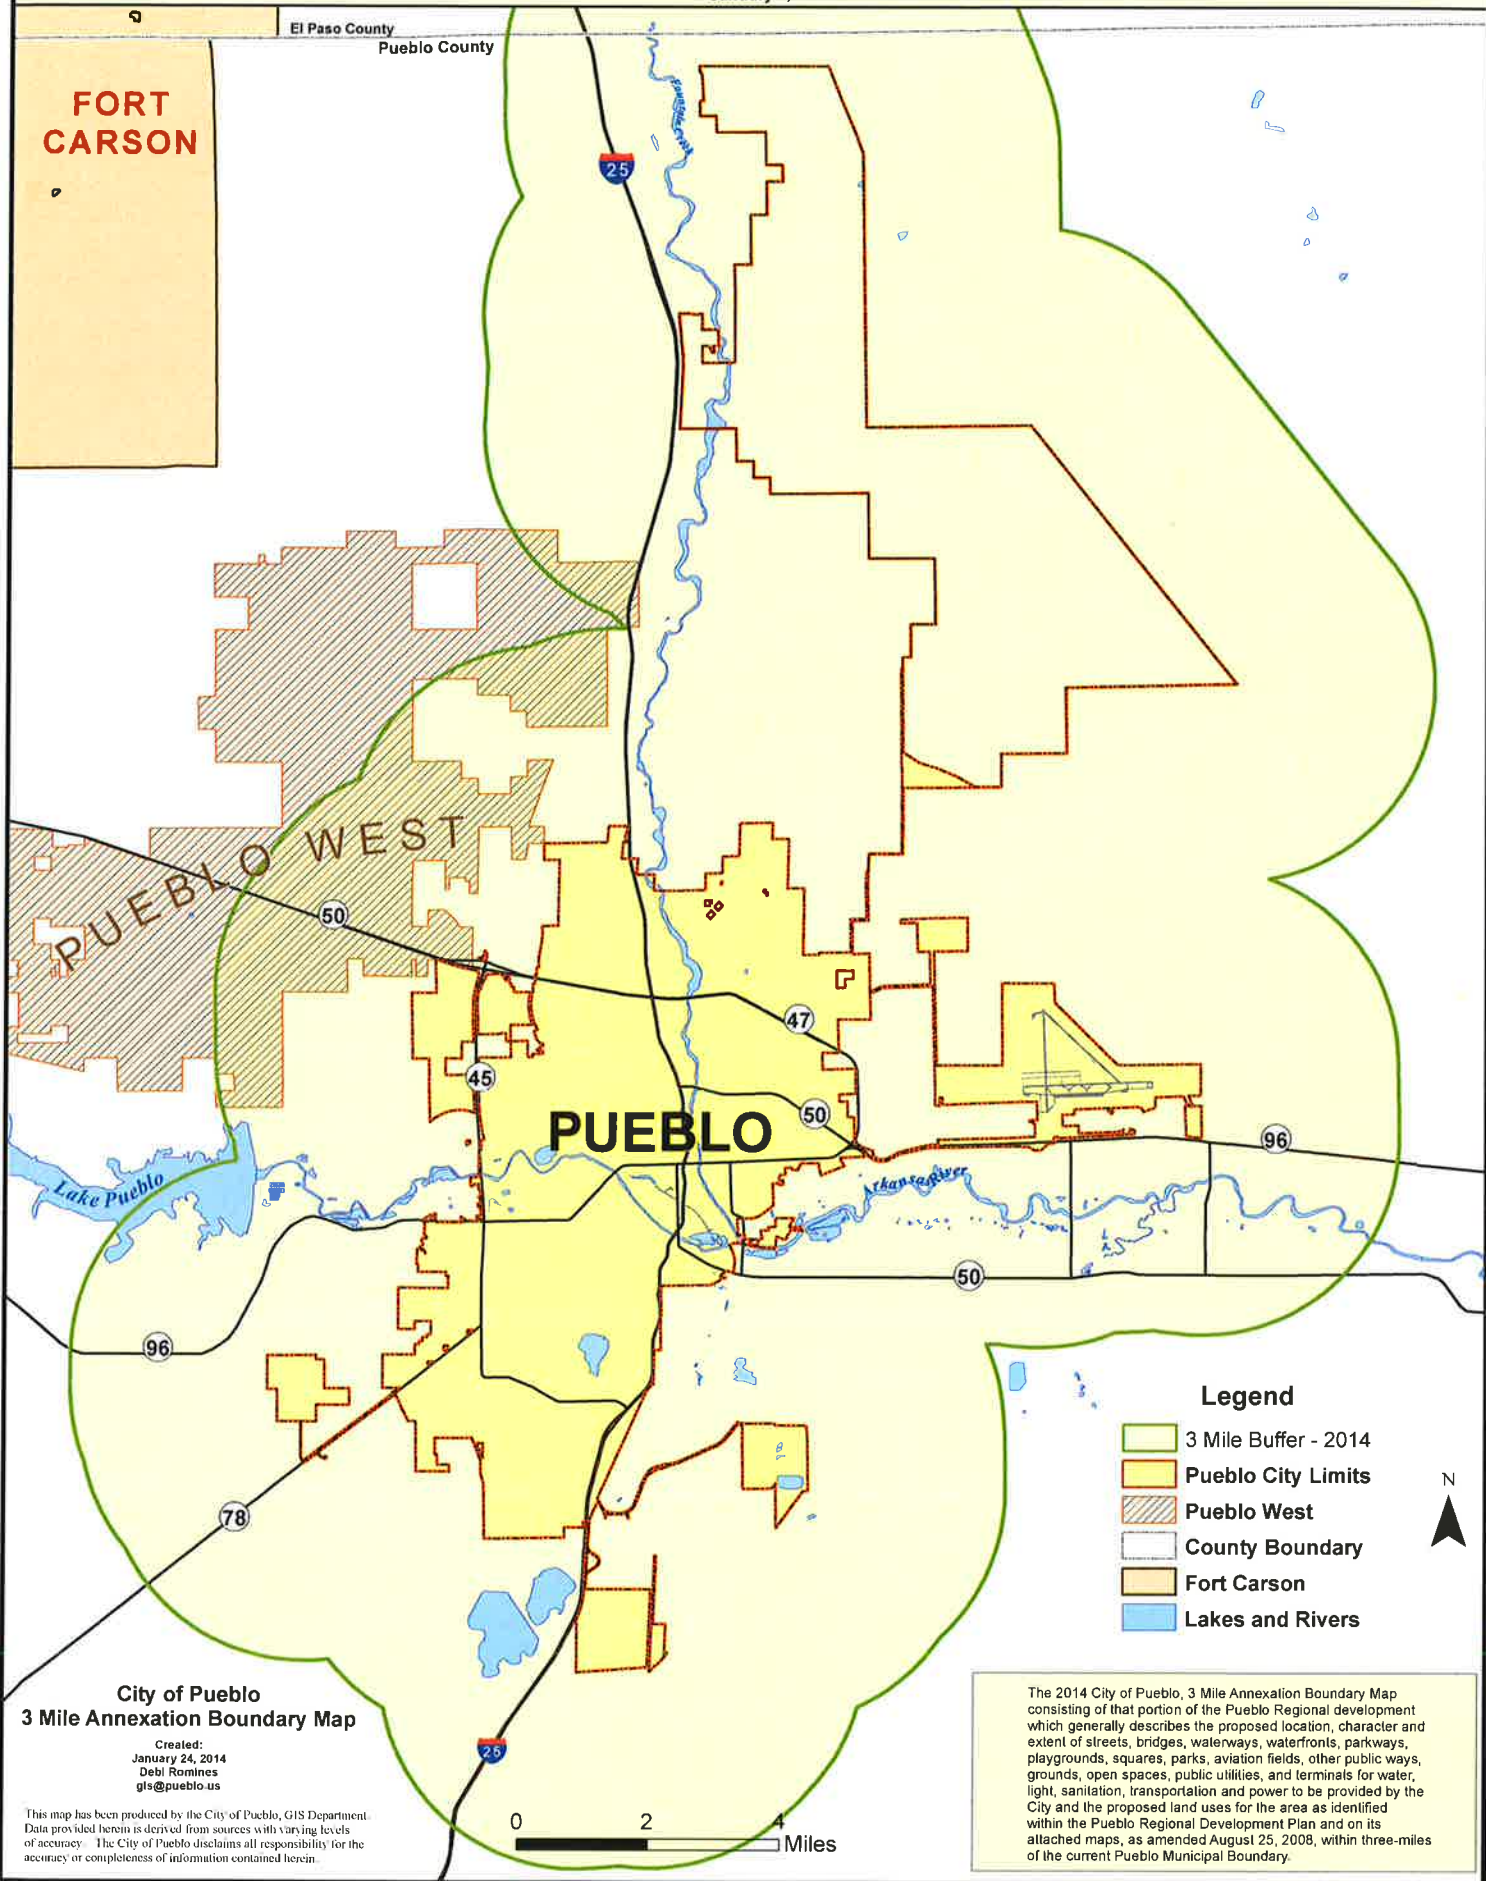 El Paso County
Pueblo County
FORT
CARSON
Fountain Creek
25
PUEBLO WEST
50
47
45
50
PUEBLO
96
Lake Pueblo
Arkansas River
50
96
78
25
Legend
3 Mile Buffer - 2014
Pueblo City Limits
Pueblo West
County Boundary
Fort Carson
Lakes and Rivers
N
City of Pueblo
3 Mile Annexation Boundary Map
Created:
January 24, 2014
Debi Romines
gis@pueblo.us
This map has been produced by the City of Pueblo, GIS Department.
Data provided herein is derived from sources with varying levels
of accuracy. The City of Pueblo disclaims all responsibility for the
accuracy or completeness of information contained herein.
0 2 4
Miles
The 2014 City of Pueblo, 3 Mile Annexation Boundary Map
consisting of that portion of the Pueblo Regional development
which generally describes the proposed location, character and
extent of streets, bridges, waterways, waterfronts, parkways,
playgrounds, squares, parks, aviation fields, other public ways,
grounds, open spaces, public utilities, and terminals for water,
light, sanitation, transportation and power to be provided by the
City and the proposed land uses for the area as identified
within the Pueblo Regional Development Plan and on its
attached maps, as amended August 25, 2008, within three-miles
of the current Pueblo Municipal Boundary.